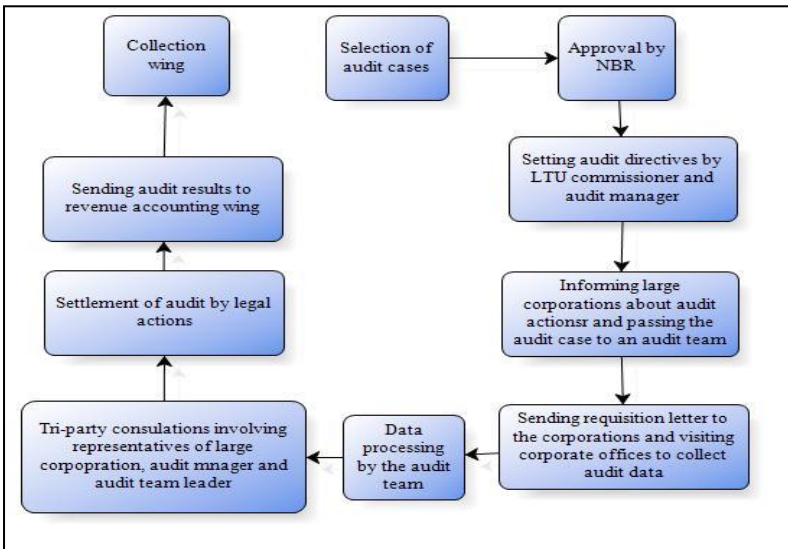 Collection
wing
Selection of
audit cases
Approval by
NBR
Setting audit directives by
LTU commissioner and
audit manager
Informing large
corporations about audit
actionsr and passing the
audit case to an audit team
Sending requisition letter to
the corporations and visiting
corporate offices to collect
audit data
Data
processing
by the audit
team
Tri-party consulations involving
representatives of large
corpopration, audit mnager and
audit team leader
Settlement of audit by legal
actions
Sending audit results to
revenue accounting wing